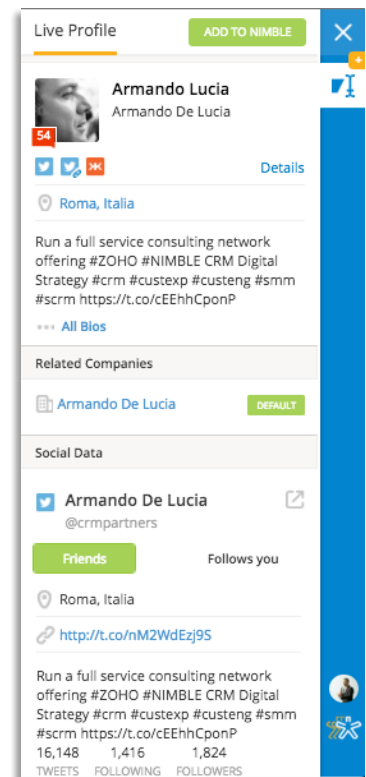 Live Profile
ADD TO NIMBLE
Armando Lucia
Armando De Lucia
54
Details
Roma, Italia
Run a full service consulting network
offering #ZOHO #NIMBLE CRM Digital
Strategy #crm #custexp #custeng #smm
#scrm https://t.co/cEEhhCponP
All Bios
Related Companies
Armando De Lucia
DEFAULT
Social Data
Armando De Lucia
@crmpartners
Friends
Follows you
Roma, Italia
http://t.co/nM2WdEzj9S
Run a full service consulting network
offering #ZOHO #NIMBLE CRM Digital
Strategy #crm #custexp #custeng #smm
#scrm https://t.co/cEEhhCponP
16,148 1,416 1,824
TWEETS FOLLOWING FOLLOWERS